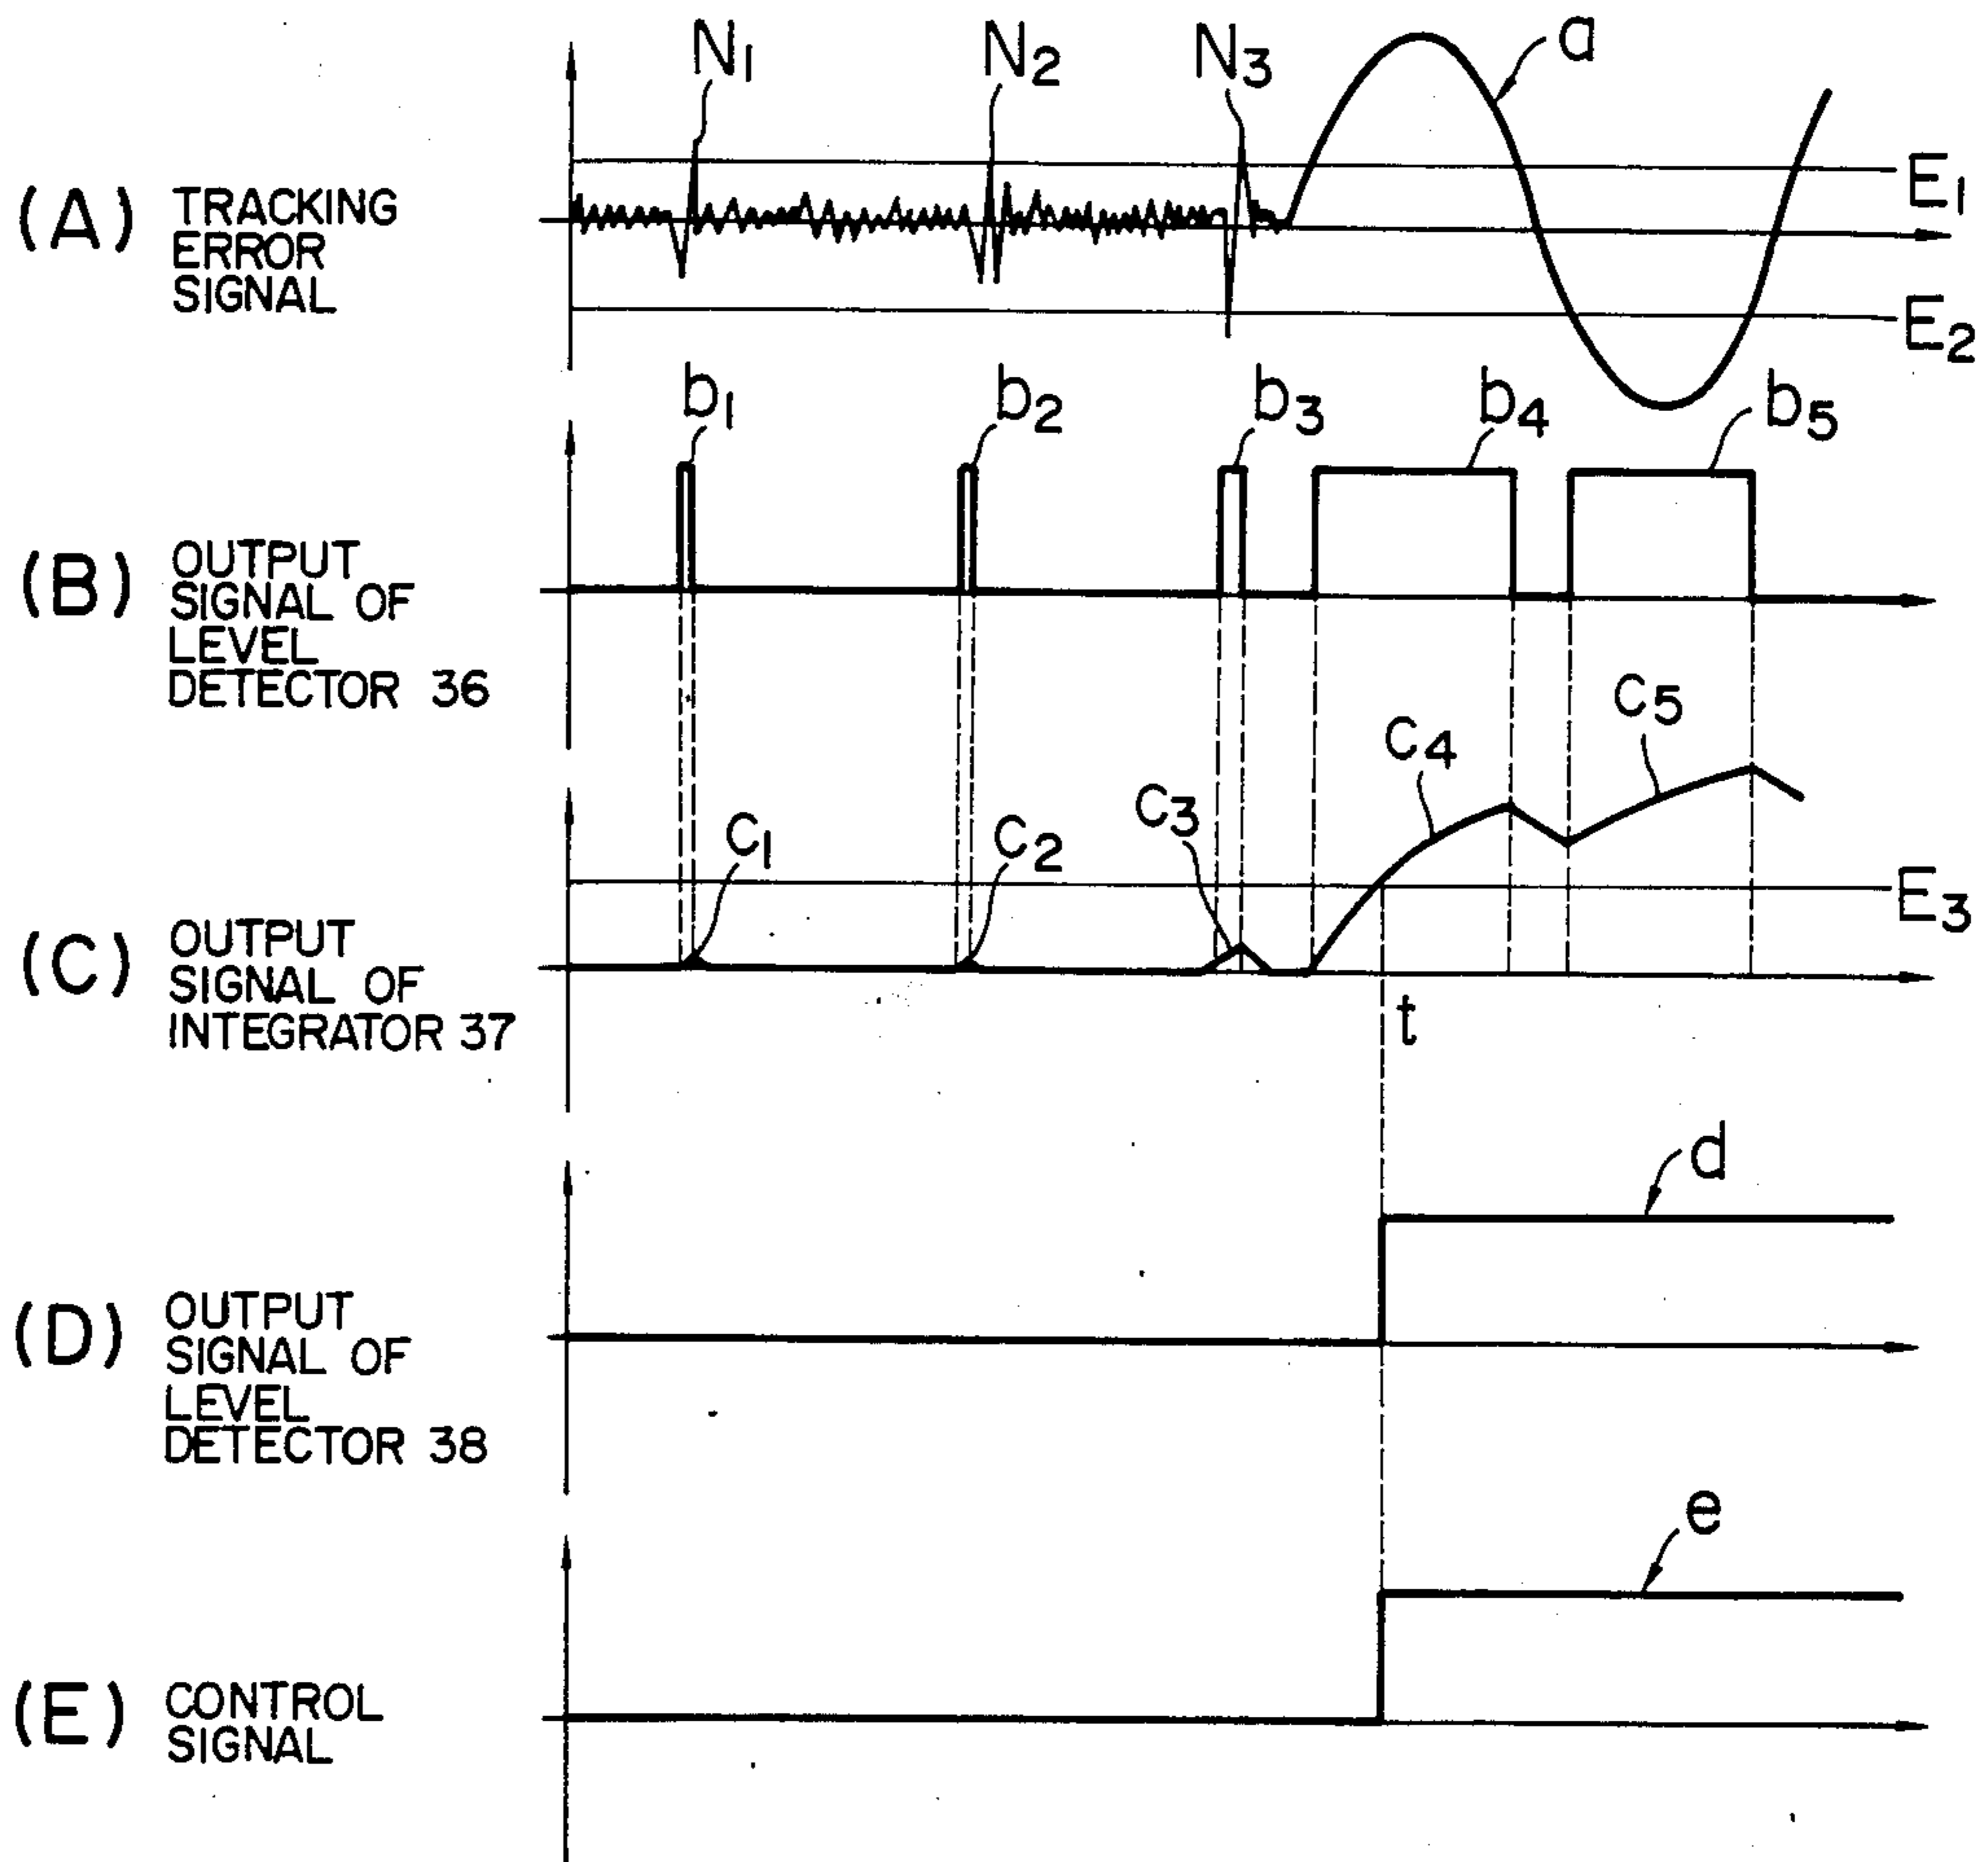 N1
N2
N3
a
(A) TRACKING
ERROR
SIGNAL
E1
E2
b1
b2
b3
b4
b5
(B) OUTPUT
SIGNAL OF
LEVEL
DETECTOR 36
C1
C2
C3
C4
C5
E3
(C) OUTPUT
SIGNAL OF
INTEGRATOR 37
t
d
(D) OUTPUT
SIGNAL OF
LEVEL
DETECTOR 38
e
(E) CONTROL
SIGNAL